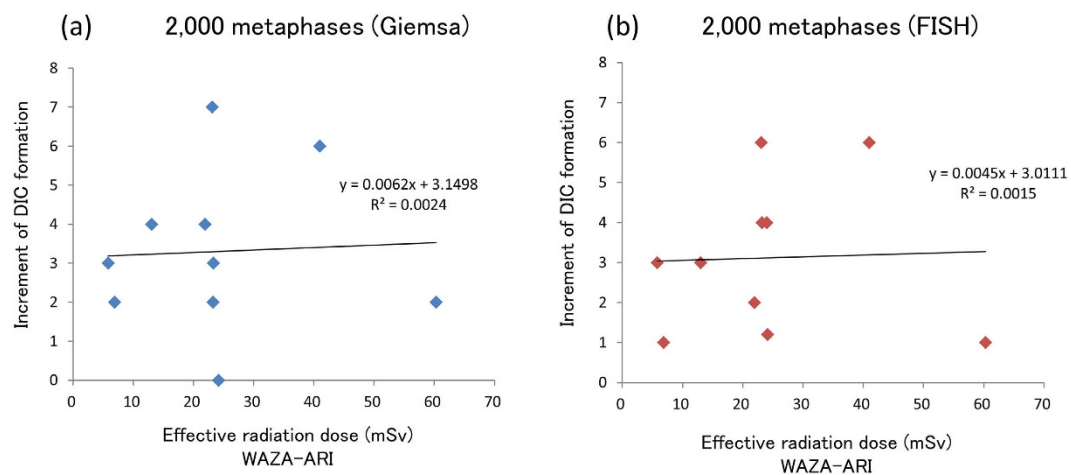 (a)
2,000 metaphases (Giemsa)
Increment of DIC formation
8
7
6
5
4
3
2
1
0
y = 0.0062x + 3.1498
R² = 0.0024
0 10 20 30 40 50 60 70
Effective radiation dose (mSv)
WAZA-ARI
(b)
2,000 metaphases (FISH)
Increment of DIC formation
8
7
6
5
4
3
2
1
0
y = 0.0045x + 3.0111
R² = 0.0015
0 10 20 30 40 50 60 70
Effective radiation dose (mSv)
WAZA-ARI